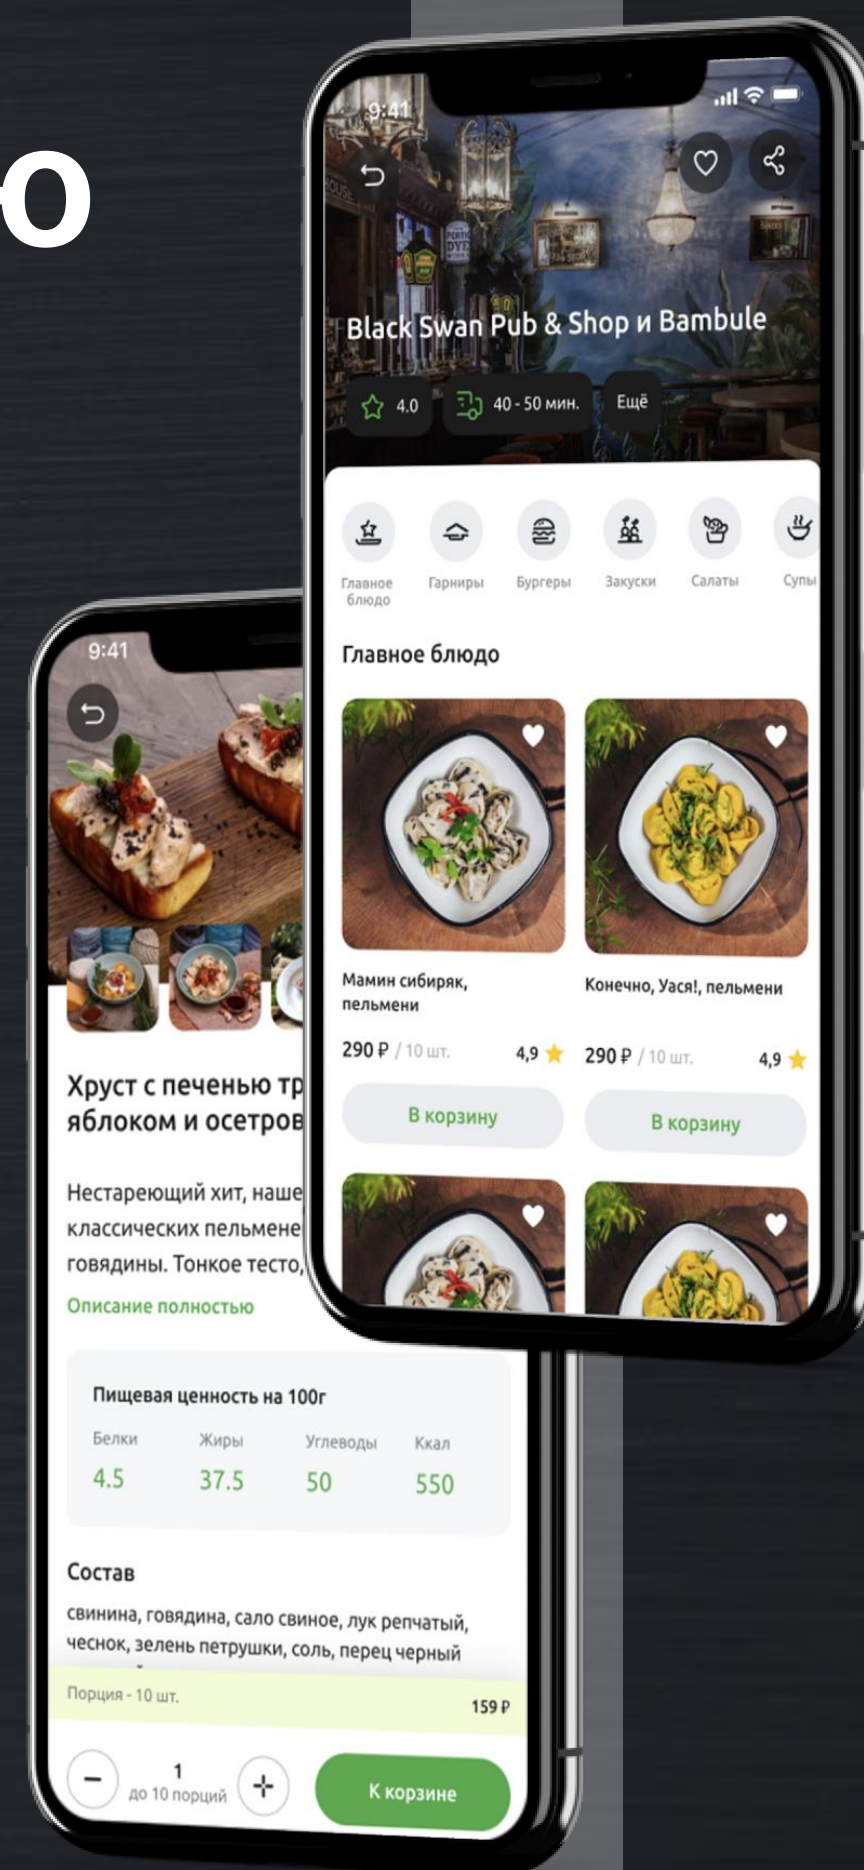 ю
9:41
Black Swan Pub & Shop и Bambule
4.0
40 - 50 мин.
Ещё
Главное
блюдо
Гарниры
Бургеры
Закуски
Салаты
Супы
Главное блюдо
Мамин сибиряк,
пельмени
290 ₽ / 10 шт.
4,9
В корзину
Конечно, Уася!, пельмени
290 ₽ / 10 шт.
4,9
В корзину
9:41
Хруст с печенью тр
яблоком и осетров
Нестареющий хит, наше
классических пельмене
говядины. Тонкое тесто,
Описание полностью
Пищевая ценность на 100г
Белки
Жиры
Углеводы
Ккал
4.5
37.5
50
550
Состав
свинина, говядина, сало свиное, лук репчатый,
чеснок, зелень петрушки, соль, перец черный
Порция - 10 шт.
159 ₽
1
до 10 порций
К корзине